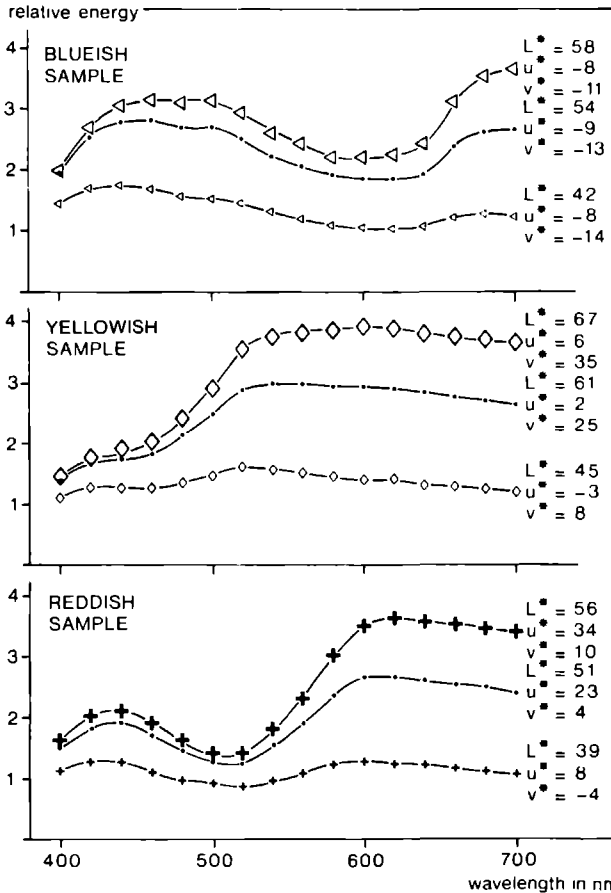 relative energy
4
BLUEISH
SAMPLE
3
2
1
L* = 58
u* = -8
v* = -11
L* = 54
u* = -9
v* = -13
L* = 42
u* = -8
v* = -14
4
YELLOWISH
SAMPLE
3
2
1
L* = 67
u* = 6
v* = 35
L* = 61
u* = 2
v* = 25
L* = 45
u* = -3
v* = 8
4
REDDISH
SAMPLE
3
2
1
L* = 56
u* = 34
v* = 10
L* = 51
u* = 23
v* = 4
L* = 39
u* = 8
v* = -4
400 500 600 700
wavelength in nm